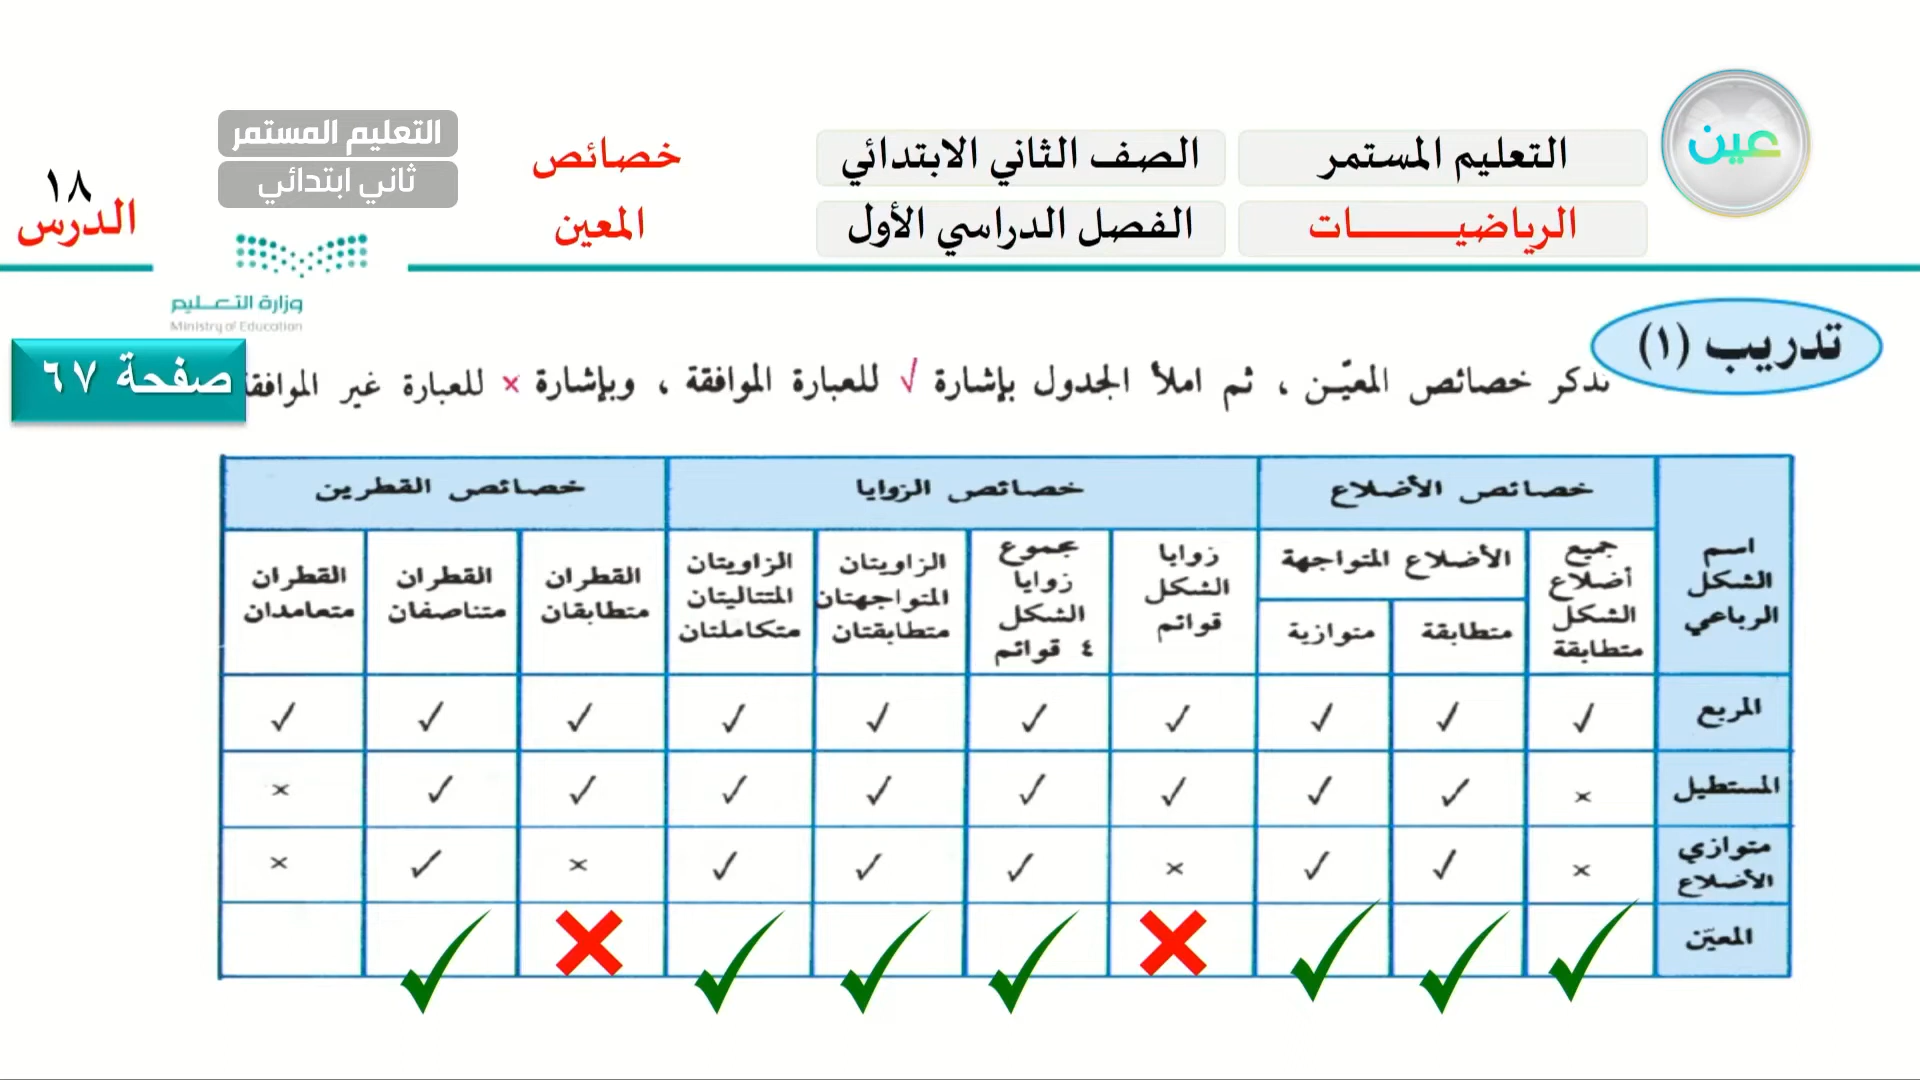 عين
التعليم المستمر
الصف الثاني الابتدائي
خصائص
التعليم المستمر
ثاني ابتدائي
١٨
الدرس
الرياضيـــــــات
الفصل الدراسي الأول
المعين
وزارة التعـــليم
Ministry of Education
تدريب (١)
تذكر خصائص المعيّـن ، ثم املأ الجدول بإشارة √ للعبارة الموافقة ، وبإشارة × للعبارة غير الموافقة
صفحة ٦٧
اسم الشكل الرباعي
خصائص الأضلاع
خصائص الزوايا
خصائص القطرين
جميع أضلاع الشكل متطابقة
الأضلاع المتواجهة
متطابقة
متوازية
زوايا الشكل قوائم
مجموع زوايا الشكل ٤ قوائم
الزاويتان المتواجهتان متطابقتان
الزاويتان المتتاليتان متكاملتان
القطران متطابقان
القطران متناصفان
القطران متعامدان
المربع ✓ ✓ ✓ ✓ ✓ ✓ ✓ ✓ ✓ ✓
المستطيل × ✓ ✓ ✓ ✓ ✓ ✓ ✓ ✓ ×
متوازي الأضلاع × ✓ ✓ × ✓ ✓ ✓ × ✓ ×
المعيّن ✓ ✓ ✓ ❌ ✓ ✓ ✓ ❌ ✓